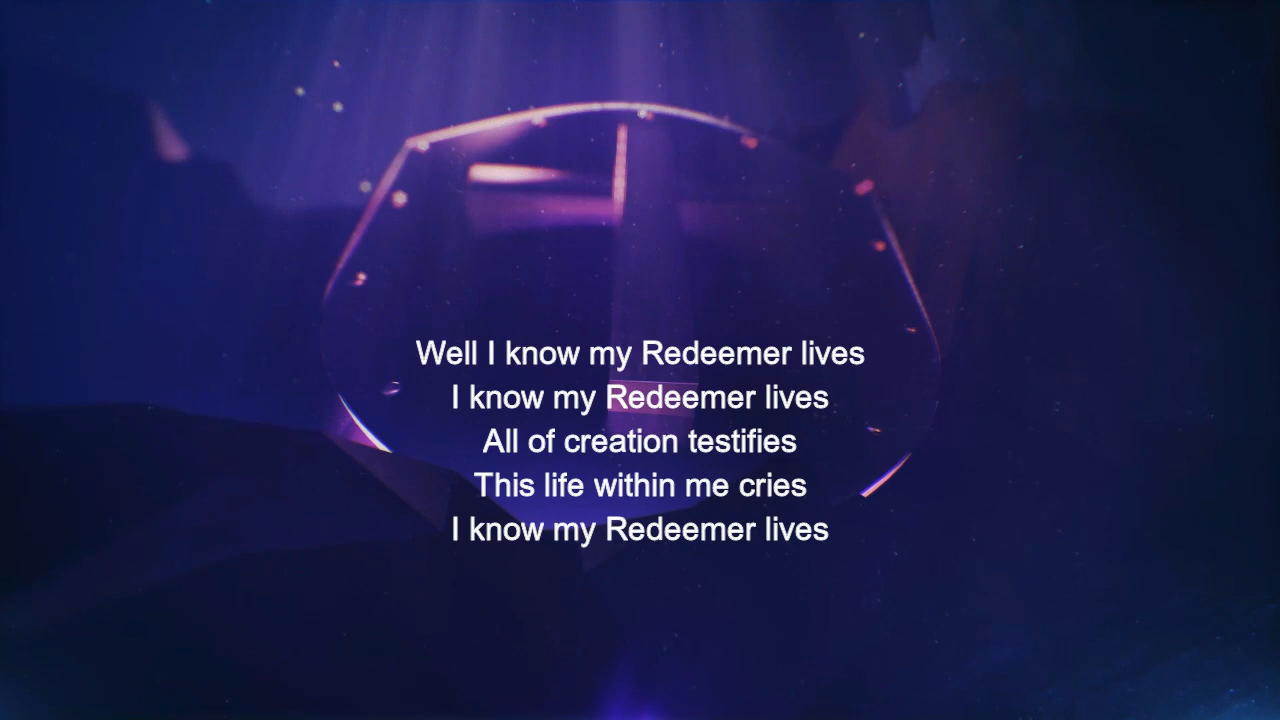 Well I know my Redeemer lives
I know my Redeemer lives
All of creation testifies
This life within me cries
I know my Redeemer lives